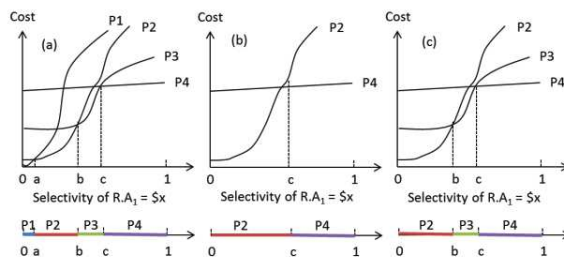 Cost
(a)
P1
P2
P3
P4
0 a b c 1
Selectivity of R.A₁ = $x
P1 P2 P3 P4
0 a b c 1
Cost
(b)
P2
P4
0 c 1
Selectivity of R.A₁ = $x
P2 P4
0 c 1
Cost
(c)
P2
P3
P4
0 b c 1
Selectivity of R.A₁ = $x
P2 P3 P4
0 b c 1